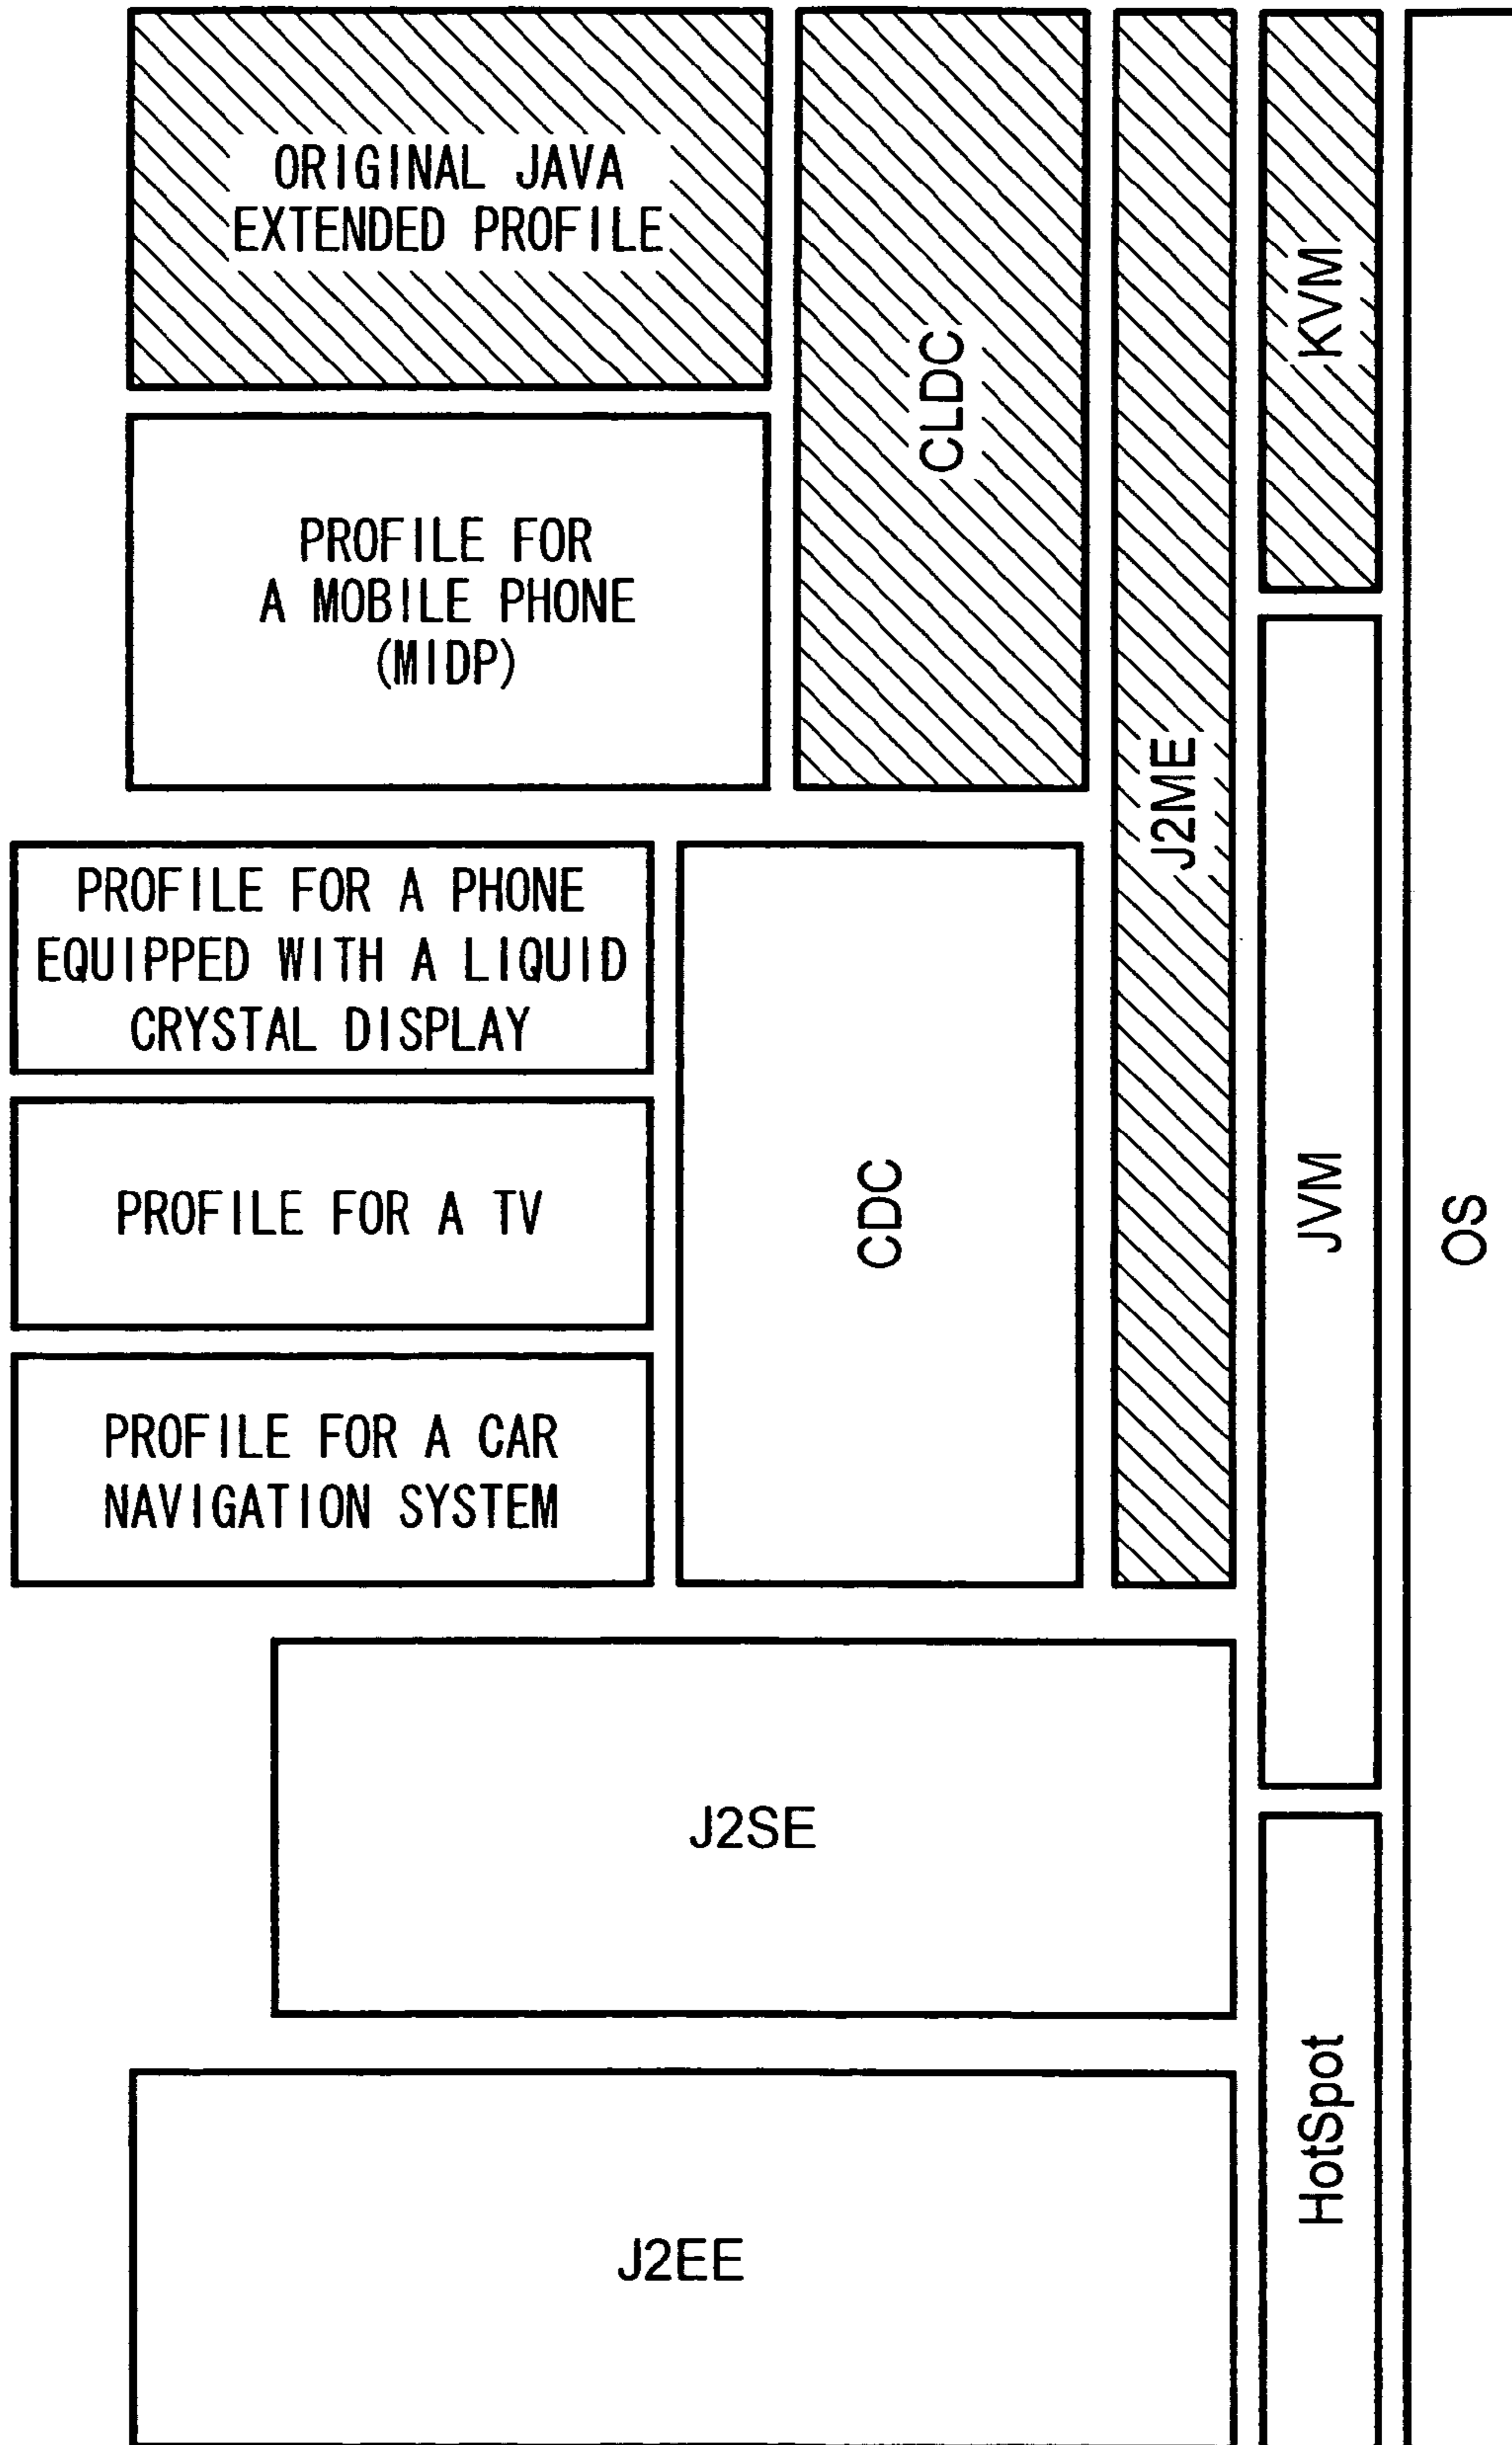 ORIGINAL JAVA
EXTENDED PROFILE
CLDC
KVM
PROFILE FOR
A MOBILE PHONE
(MIDP)
J2ME
PROFILE FOR A PHONE
EQUIPPED WITH A LIQUID
CRYSTAL DISPLAY
CDC
JVM
OS
PROFILE FOR A TV
PROFILE FOR A CAR
NAVIGATION SYSTEM
J2SE
HotSpot
J2EE